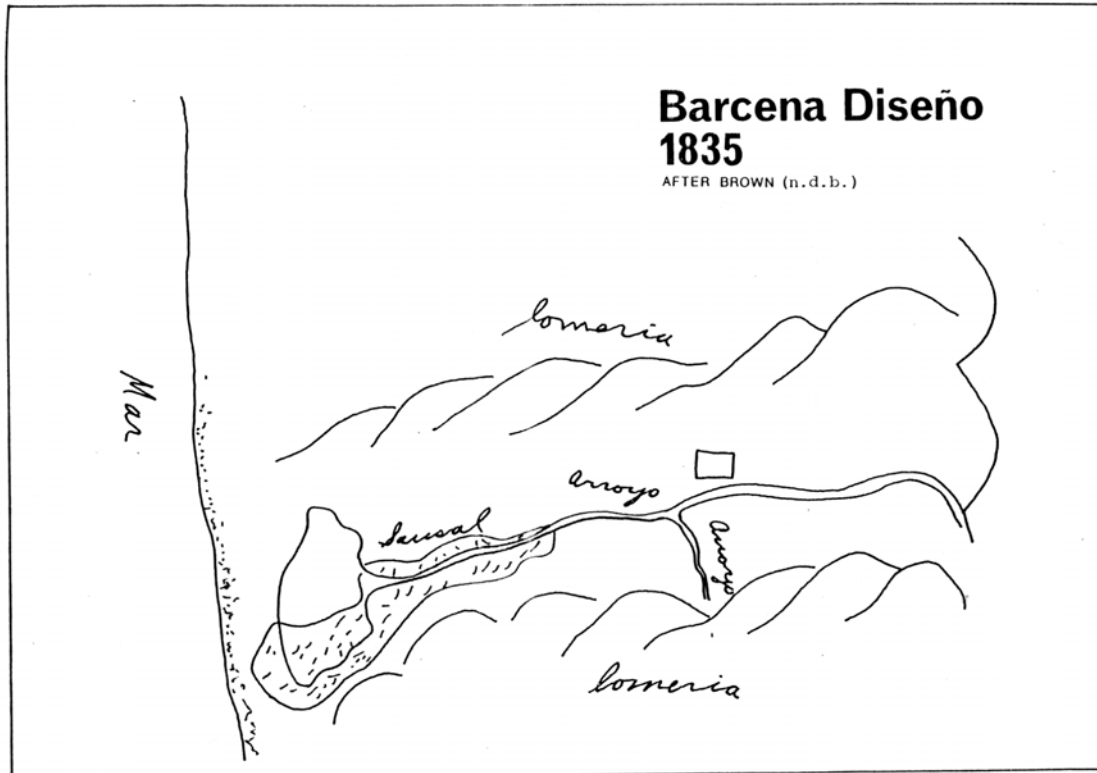 Barcena Diseño
1835
AFTER BROWN (n.d.b.)
lomeria
Mar
arroyo
Sausal
arroyo
lomeria